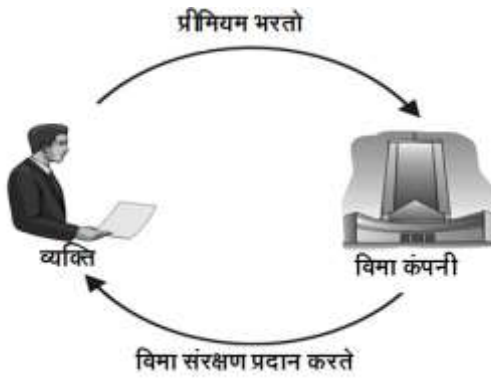 प्रीमियम भरतो
व्यक्ति
विमा कंपनी
विमा संरक्षण प्रदान करते